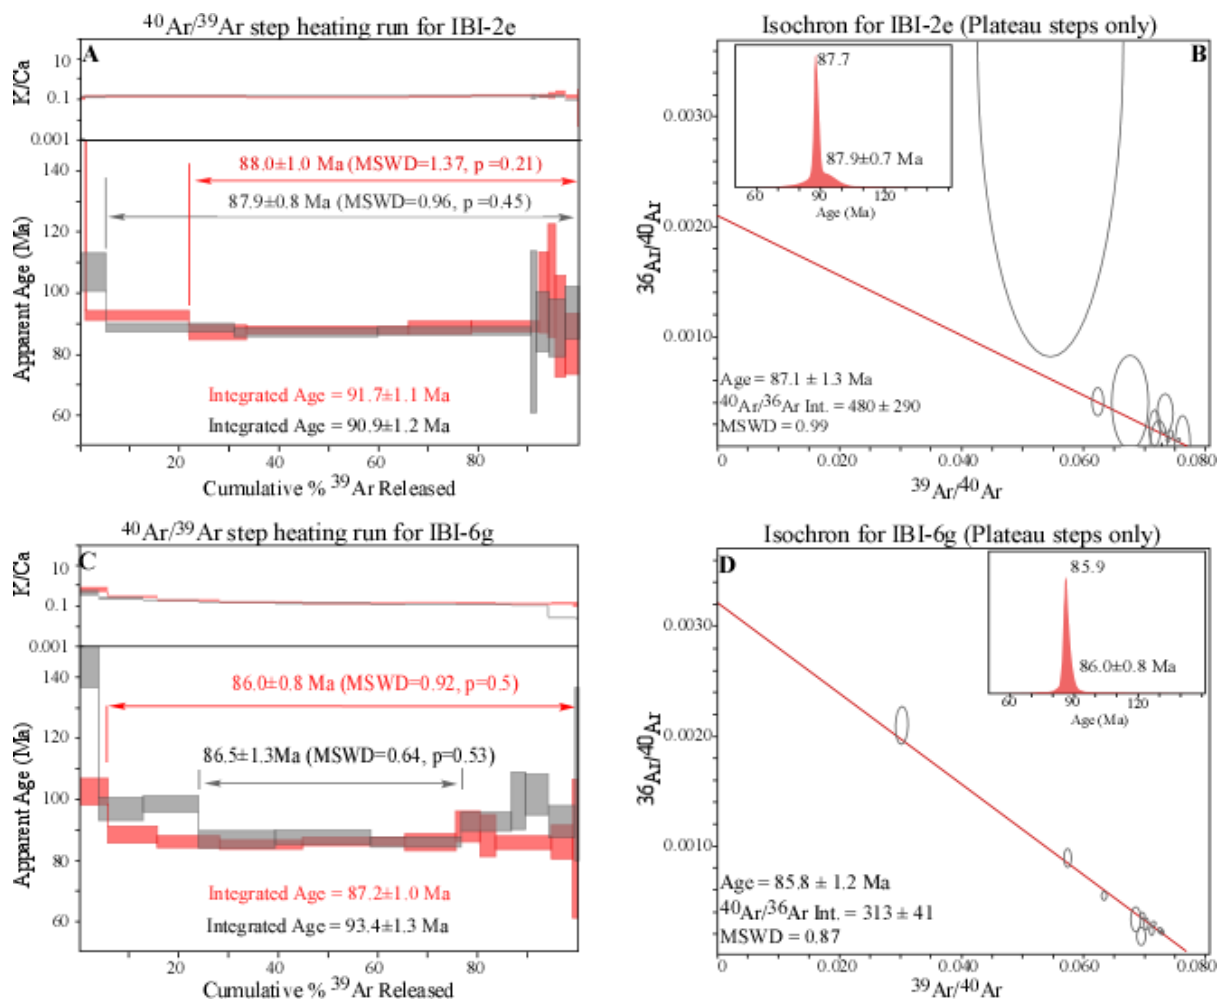 ⁴⁰Ar/³⁹Ar step heating run for IBI-2e
A
K/Ca
10
0.1
0.001
Apparent Age (Ma)
140
120
100
80
60
88.0±1.0 Ma (MSWD=1.37, p =0.21)
87.9±0.8 Ma (MSWD=0.96, p =0.45)
Integrated Age = 91.7±1.1 Ma
Integrated Age = 90.9±1.2 Ma
20 40 60 80
Cumulative % ³⁹Ar Released
Isochron for IBI-2e (Plateau steps only)
B
87.7
87.9±0.7 Ma
60 90 120
Age (Ma)
³⁶Ar/⁴⁰Ar
0.0030
0.0020
0.0010
Age = 87.1 ± 1.3 Ma
⁴⁰Ar/³⁶Ar Int. = 480 ± 290
MSWD = 0.99
0 0.020 0.040 0.060 0.080
³⁹Ar/⁴⁰Ar
⁴⁰Ar/³⁹Ar step heating run for IBI-6g
C
K/Ca
10
0.1
0.001
Apparent Age (Ma)
140
120
100
80
60
86.0±0.8 Ma (MSWD=0.92, p=0.5)
86.5±1.3Ma (MSWD=0.64, p=0.53)
Integrated Age = 87.2±1.0 Ma
Integrated Age = 93.4±1.3 Ma
20 40 60 80
Cumulative % ³⁹Ar Released
Isochron for IBI-6g (Plateau steps only)
D
85.9
86.0±0.8 Ma
60 90 120
Age (Ma)
³⁶Ar/⁴⁰Ar
0.0030
0.0020
0.0010
Age = 85.8 ± 1.2 Ma
⁴⁰Ar/³⁶Ar Int. = 313 ± 41
MSWD = 0.87
0 0.020 0.040 0.060 0.080
³⁹Ar/⁴⁰Ar